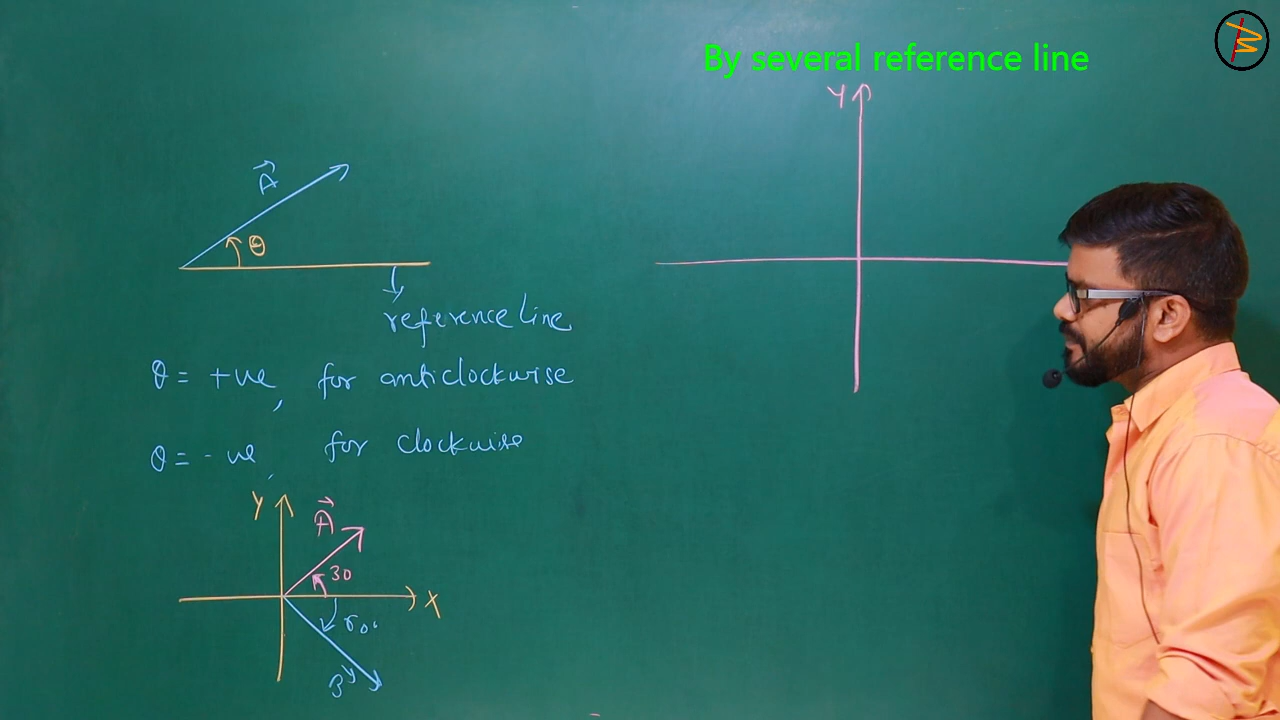 By several reference line
Y
A
θ
reference line
θ = +ve, for anticlockwise
θ = - ve, for clockwise
Y
A
30
X
B